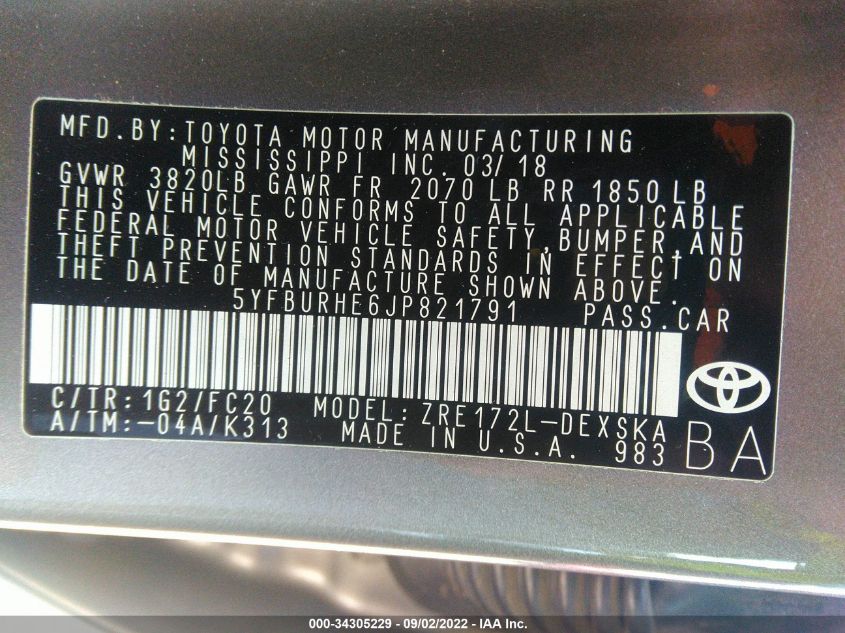 MFD.BY:TOYOTA MOTOR MANUFACTURING
MISSISSIPPI INC. 03/18
GVWR 3820LB GAWR FR 2070 LB RR 1850 LB
THIS VEHICLE CONFORMS TO ALL APPLICABLE
FEDERAL MOTOR VEHICLE SAFETY,BUMPER,AND
THEFT PREVENTION STANDARDS IN EFFECT ON
THE DATE OF MANUFACTURE SHOWN ABOVE.
5YFBURHE6JP821791 PASS.CAR
C/TR:1G2/FC20 MODEL:ZRE172L-DEXSKA
A/TM:-04A/K313 MADE IN U.S.A. 983 BA
000-34305229 - 09/02/2022 - IAA Inc.